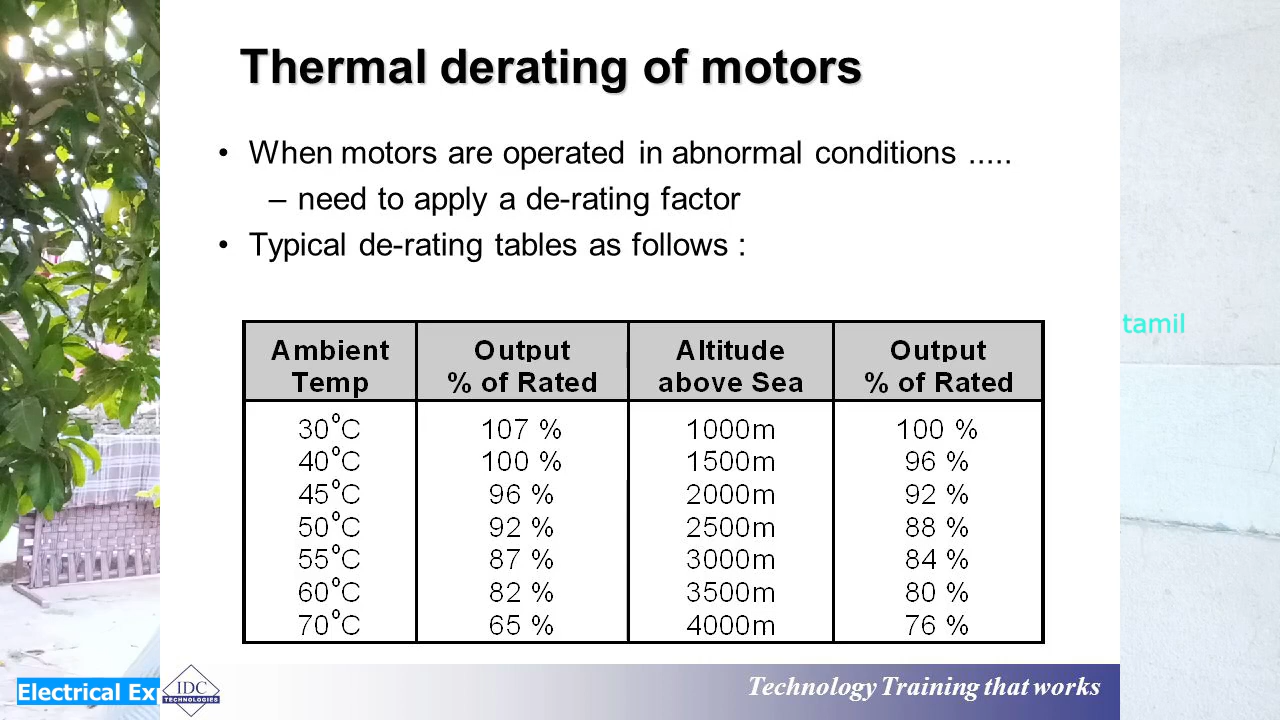 Thermal derating of motors
• When motors are operated in abnormal conditions .....
– need to apply a de-rating factor
• Typical de-rating tables as follows :
Ambient Temp Output % of Rated Altitude above Sea Output % of Rated
30°C 107 % 1000m 100 %
40°C 100 % 1500m 96 %
45°C 96 % 2000m 92 %
50°C 92 % 2500m 88 %
55°C 87 % 3000m 84 %
60°C 82 % 3500m 80 %
70°C 65 % 4000m 76 %
tamil
Electrical
IDC
TECHNOLOGIES
Technology Training that works